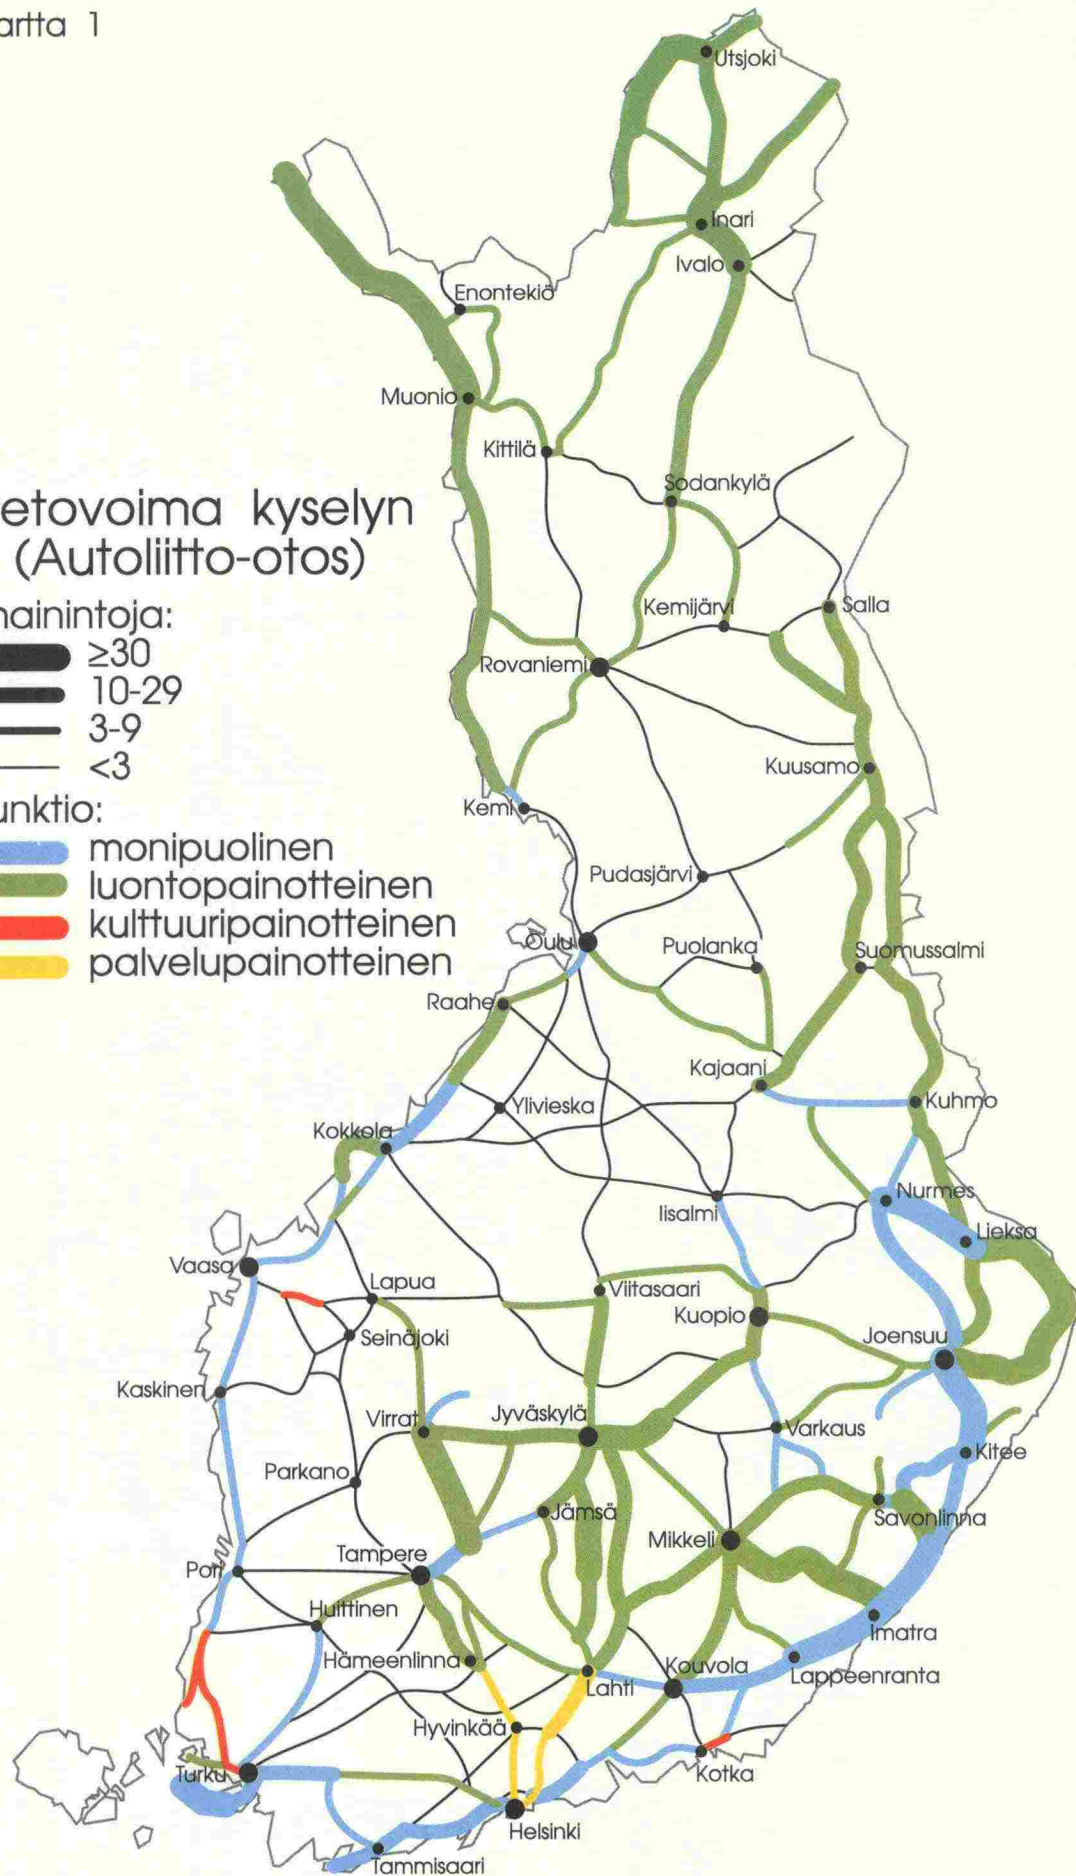 artta 1
Utsjoki
Inari
Ivalo
Enontekiö
Muonio
Kittilä
Sodankylä
etovoima kyselyn
(Autoliitto-otos)
mainintoja:
≥30
10-29
3-9
<3
unktio:
monipuolinen
luontopainotteinen
kulttuuripainotteinen
palvelupainotteinen
Kemijärvi
Salla
Rovaniemi
Kuusamo
Kemi
Pudasjärvi
Oulu
Puolanka
Suomussalmi
Raahe
Kajaani
Kuhmo
Ylivieska
Kokkola
Nurmes
Iisalmi
Lieksa
Vaasa
Lapua
Viitasaari
Kuopio
Seinäjoki
Joensuu
Kaskinen
Virrat
Jyväskylä
Varkaus
Kitee
Parkano
Jämsä
Savonlinna
Mikkeli
Tampere
Pori
Huittinen
Imatra
Hämeenlinna
Lahti
Kouvola
Lappeenranta
Hyvinkää
Turku
Kotka
Helsinki
Tammisaari